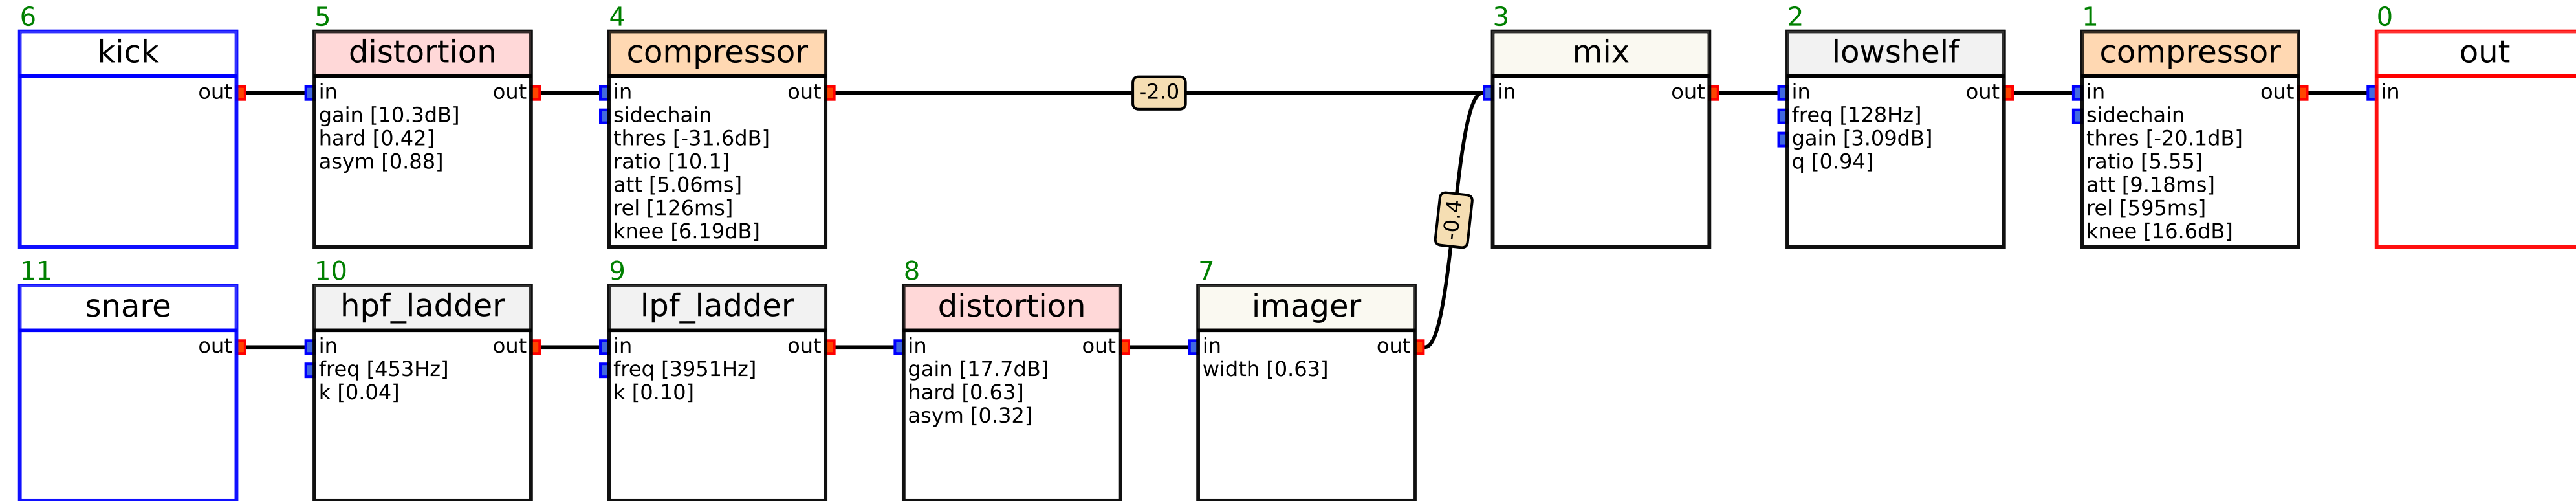 6
kick
out
5
distortion
in out
gain [10.3dB]
hard [0.42]
asym [0.88]
4
compressor
in out
sidechain
thres [-31.6dB]
ratio [10.1]
att [5.06ms]
rel [126ms]
knee [6.19dB]
-2.0
3
mix
in out
2
lowshelf
in out
freq [128Hz]
gain [3.09dB]
q [0.94]
1
compressor
in out
sidechain
thres [-20.1dB]
ratio [5.55]
att [9.18ms]
rel [595ms]
knee [16.6dB]
0
out
in
11
snare
out
10
hpf_ladder
in out
freq [453Hz]
k [0.04]
9
lpf_ladder
in out
freq [3951Hz]
k [0.10]
8
distortion
in out
gain [17.7dB]
hard [0.63]
asym [0.32]
7
imager
in out
width [0.63]
-0.4